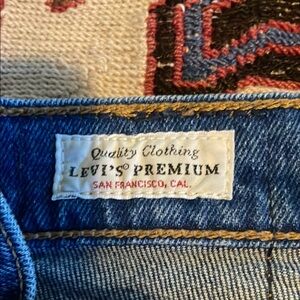 Quality Clothing
LEVI'S® PREMIUM
SAN FRANCISCO, CAL.